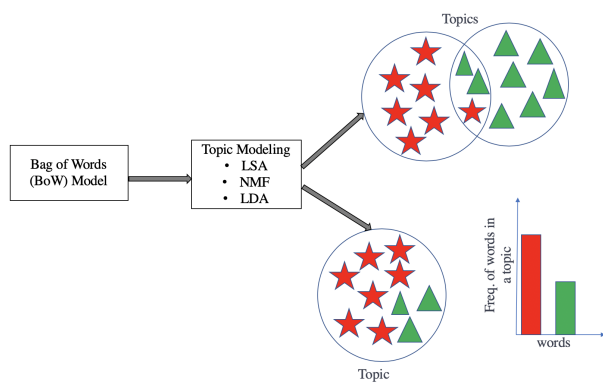 Topics
Bag of Words
(BoW) Model
Topic Modeling
• LSA
• NMF
• LDA
Freq. of words in
a topic
words
Topic